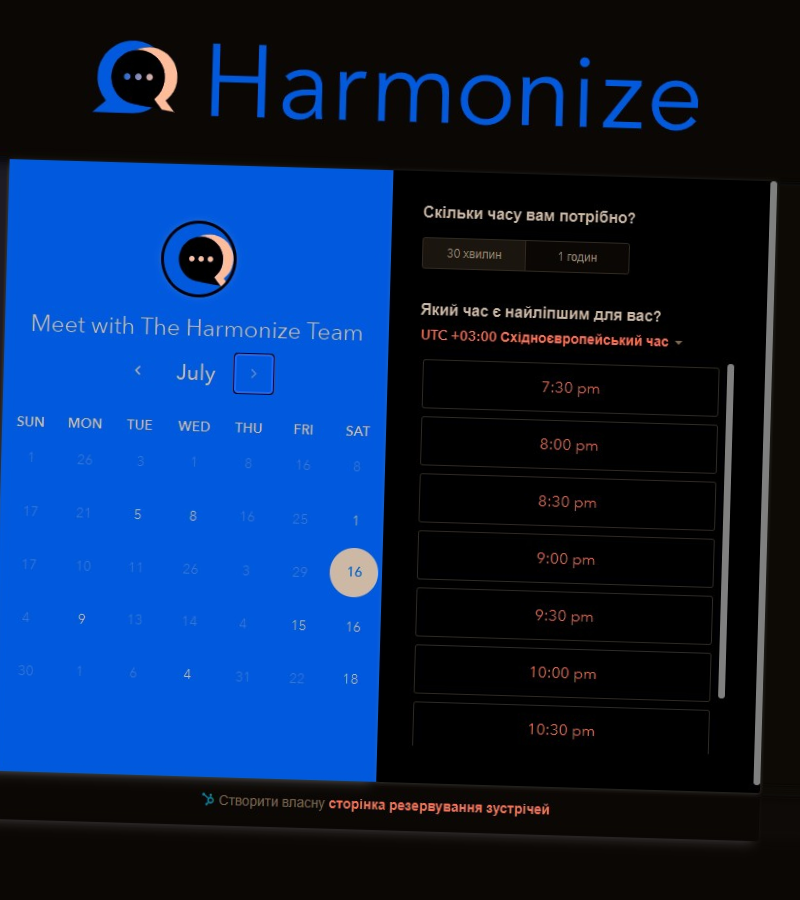 Harmonize
Meet with The Harmonize Team
July
SUN MON TUE WED THU FRI SAT
1 26 3 1 8 16 8
17 21 5 8 16 25 1
17 10 11 26 3 29 16
4 9 13 14 4 15 16
30 1 6 4 31 22 18
Скільки часу вам потрібно?
30 хвилин 1 годин
Який час є найліпшим для вас?
UTC +03:00 Східноєвропейський час
7:30 pm
8:00 pm
8:30 pm
9:00 pm
9:30 pm
10:00 pm
10:30 pm
Створити власну сторінка резервування зустрічей